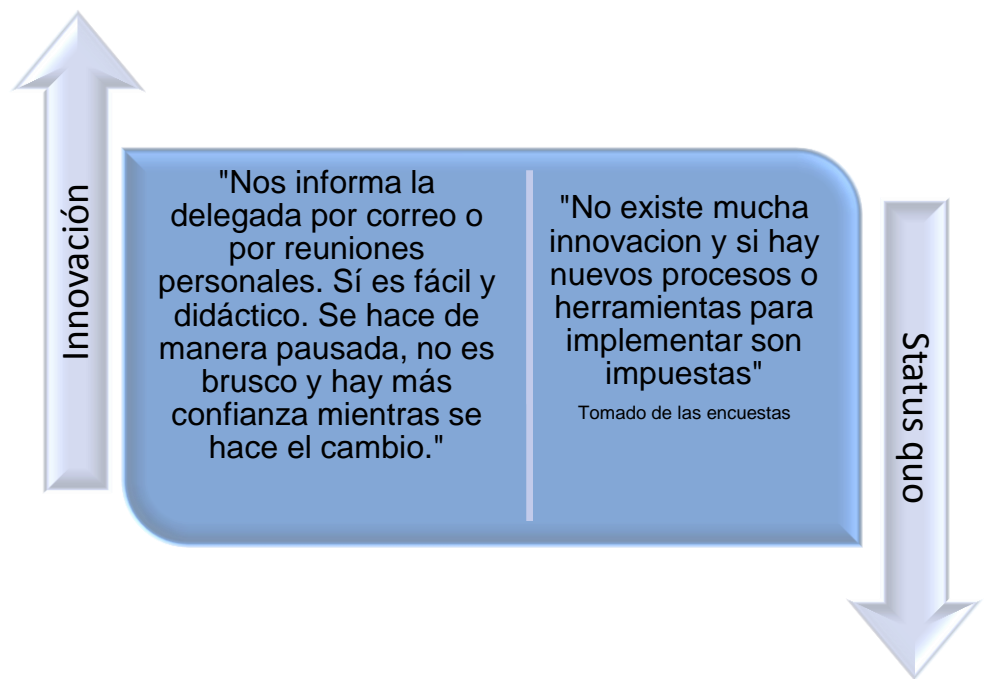 Innovación
"Nos informa la
delegada por correo o
por reuniones
personales. Sí es fácil y
didáctico. Se hace de
manera pausada, no es
brusco y hay más
confianza mientras se
hace el cambio."
"No existe mucha
innovacion y si hay
nuevos procesos o
herramientas para
implementar son
impuestas"
Tomado de las encuestas
Status quo